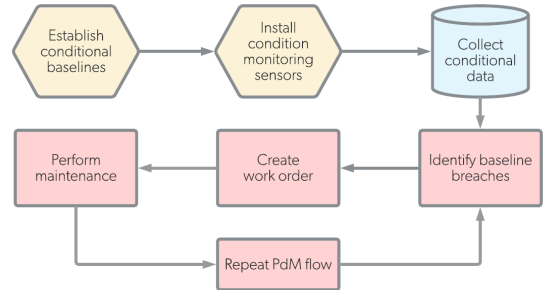 Establish
conditional
baselines
Install
condition
monitoring
sensors
Collect
conditional
data
Identify baseline
breaches
Create
work order
Perform
maintenance
Repeat PdM flow